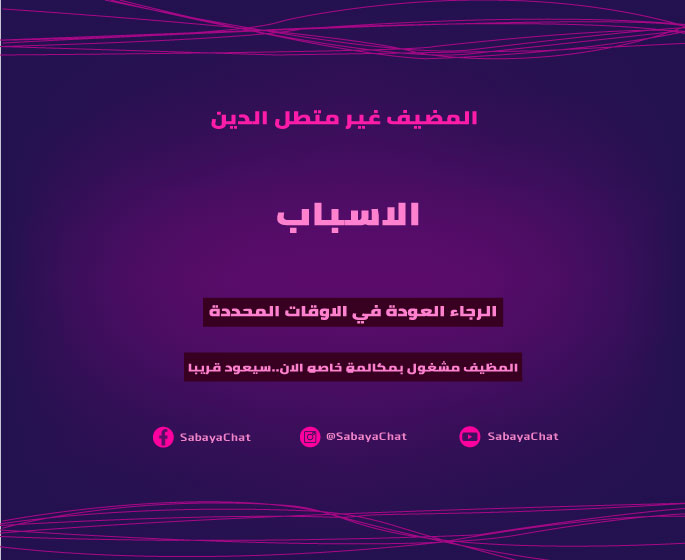 المضيف غير متطل الدين
الاسباب
الرجاء العودة في الاوقات المحددة
المظيف مشغول بمكالمة خاصه الان..سيعود قريبا
SabayaChat
@SabayaChat
SabayaChat